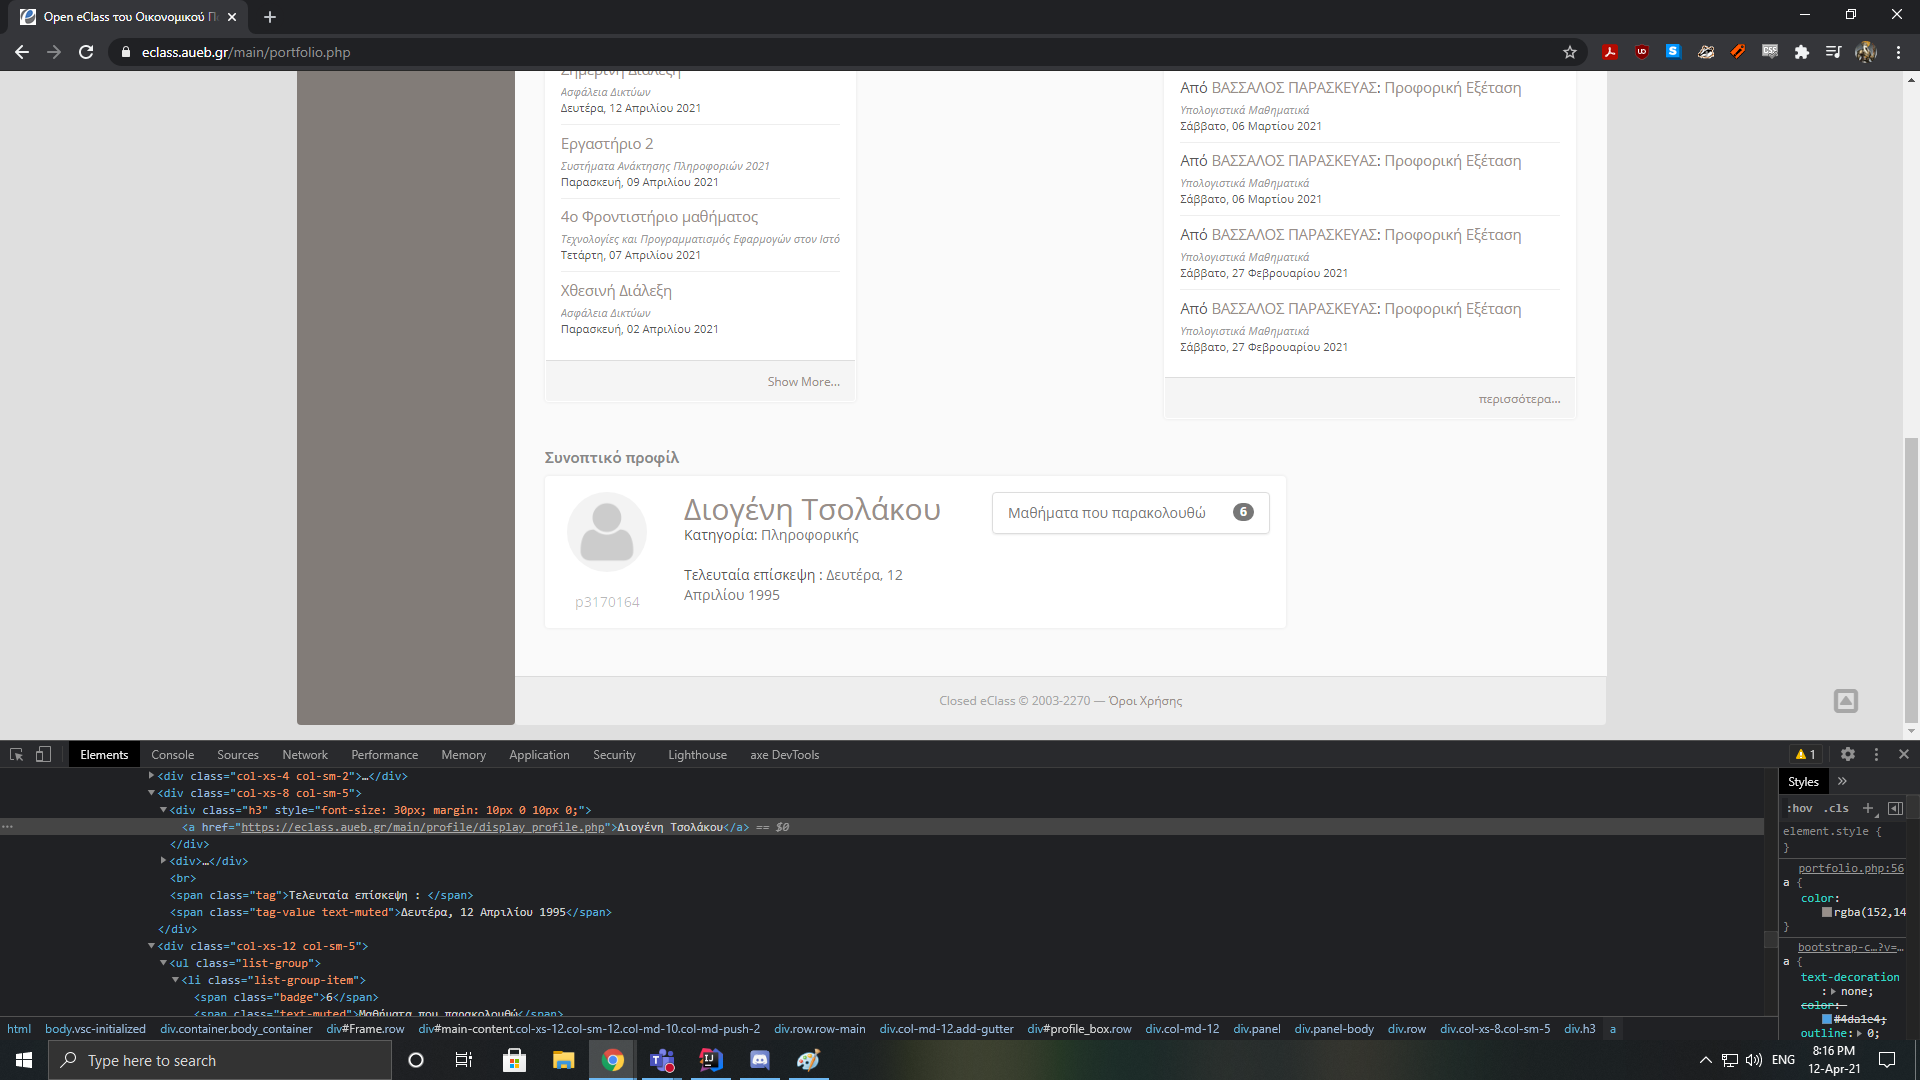 Open eClass του Οικονομικού Π
eclass.aueb.gr/main/portfolio.php
Σημερινή Διάλεξη
Ασφάλεια Δικτύων
Δευτέρα, 12 Απριλίου 2021
Εργαστήριο 2
Συστήματα Ανάκτησης Πληροφοριών 2021
Παρασκευή, 09 Απριλίου 2021
4ο Φροντιστήριο μαθήματος
Τεχνολογίες και Προγραμματισμός Εφαρμογών στον Ιστό
Τετάρτη, 07 Απριλίου 2021
Χθεσινή Διάλεξη
Ασφάλεια Δικτύων
Παρασκευή, 02 Απριλίου 2021
Show More...
Από ΒΑΣΣΑΛΟΣ ΠΑΡΑΣΚΕΥΑΣ: Προφορική Εξέταση
Υπολογιστικά Μαθηματικά
Σάββατο, 06 Μαρτίου 2021
Από ΒΑΣΣΑΛΟΣ ΠΑΡΑΣΚΕΥΑΣ: Προφορική Εξέταση
Υπολογιστικά Μαθηματικά
Σάββατο, 06 Μαρτίου 2021
Από ΒΑΣΣΑΛΟΣ ΠΑΡΑΣΚΕΥΑΣ: Προφορική Εξέταση
Υπολογιστικά Μαθηματικά
Σάββατο, 27 Φεβρουαρίου 2021
Από ΒΑΣΣΑΛΟΣ ΠΑΡΑΣΚΕΥΑΣ: Προφορική Εξέταση
Υπολογιστικά Μαθηματικά
Σάββατο, 27 Φεβρουαρίου 2021
περισσότερα...
Συνοπτικό προφίλ
Διογένη Τσολάκου
Κατηγορία: Πληροφορικής
Τελευταία επίσκεψη : Δευτέρα, 12
Απριλίου 1995
p3170164
Μαθήματα που παρακολουθώ 6
Closed eClass © 2003-2270 — Όροι Χρήσης
Elements Console Sources Network Performance Memory Application Security Lighthouse axe DevTools 1
<div class="col-xs-4 col-sm-2">…</div>
<div class="col-xs-8 col-sm-5">
<div class="h3" style="font-size: 30px; margin: 10px 0 10px 0;">
<a href="https://eclass.aueb.gr/main/profile/display_profile.php">Διογένη Τσολάκου</a> == $0
</div>
<div>…</div>
<br>
<span class="tag">Τελευταία επίσκεψη : </span>
<span class="tag-value text-muted">Δευτέρα, 12 Απριλίου 1995</span>
</div>
<div class="col-xs-12 col-sm-5">
<ul class="list-group">
<li class="list-group-item">
<span class="badge">6</span>
<span class="text-muted">Μαθήματα που παρακολουθώ</span>
Styles »
:hov .cls +
element.style {
}
portfolio.php:56
a {
color:
rgba(152,14
}
bootstrap-c…?v=…
a {
text-decoration
: none;
color:
#4da1e4;
outline: 0;
html body.vsc-initialized div.container.body_container div#Frame.row div#main-content.col-xs-12.col-sm-12.col-md-10.col-md-push-2 div.row.row-main div.col-md-12.add-gutter div#profile_box.row div.col-md-12 div.panel div.panel-body div.row div.col-xs-8.col-sm-5 div.h3 a
Type here to search
ENG
8:16 PM
12-Apr-21